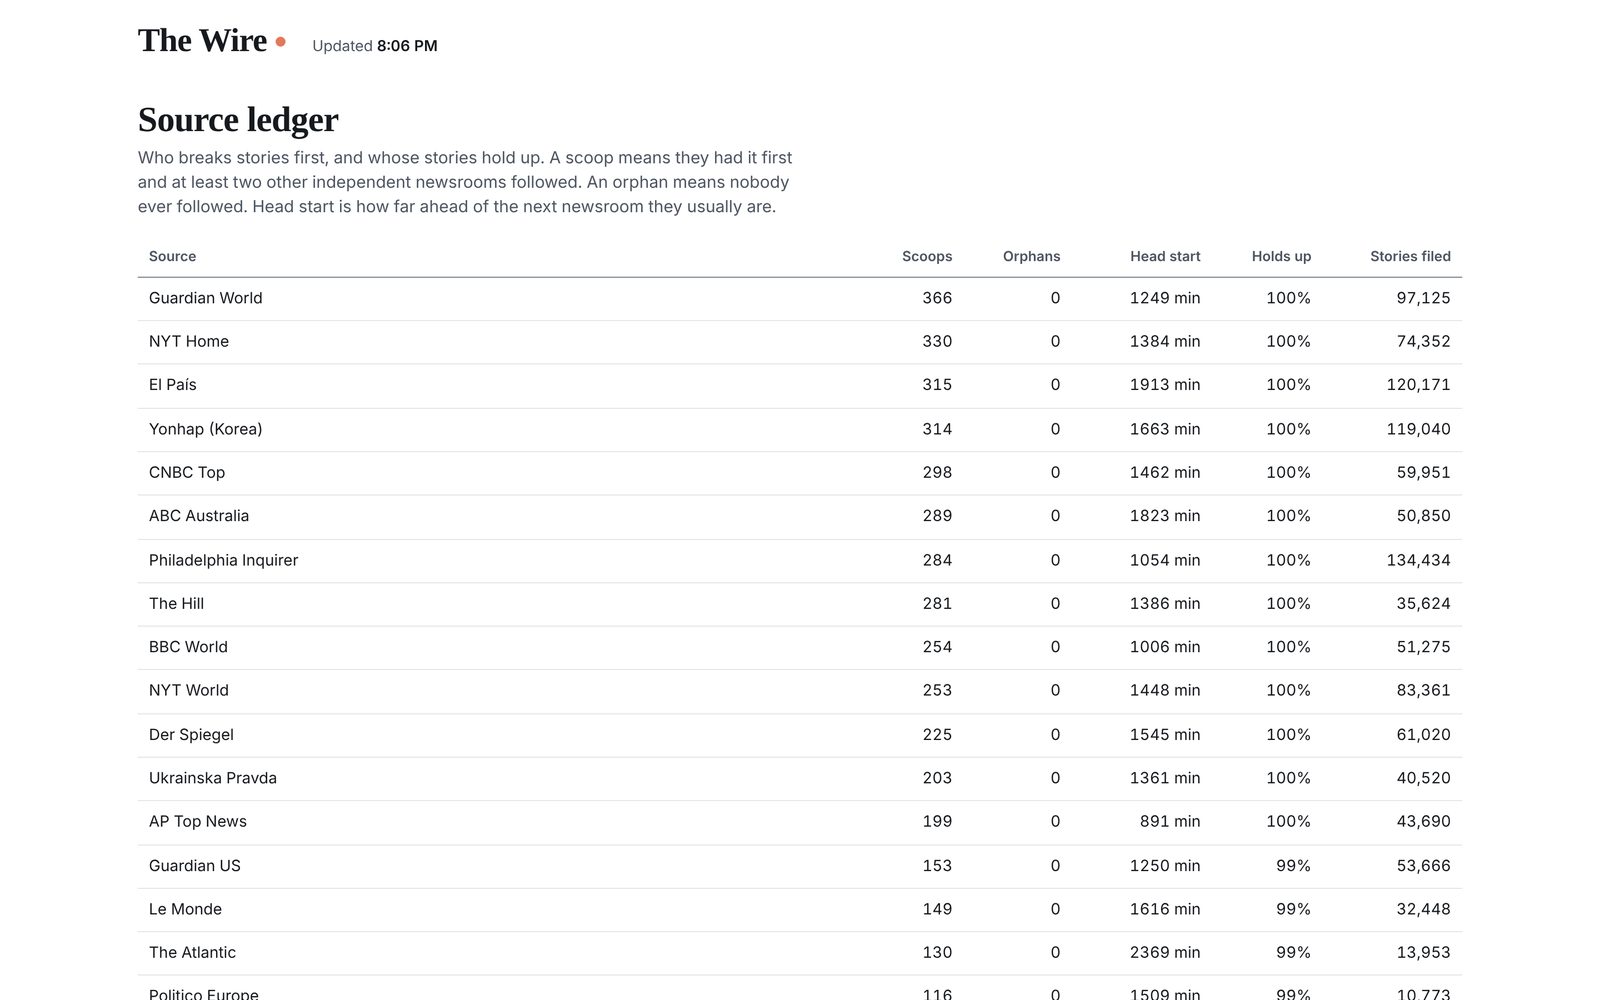 The Wire
Updated 8:06 PM
Source ledger
Who breaks stories first, and whose stories hold up. A scoop means they had it first
and at least two other independent newsrooms followed. An orphan means nobody
ever followed. Head start is how far ahead of the next newsroom they usually are.
Source Scoops Orphans Head start Holds up Stories filed
Guardian World 366 0 1249 min 100% 97,125
NYT Home 330 0 1384 min 100% 74,352
El País 315 0 1913 min 100% 120,171
Yonhap (Korea) 314 0 1663 min 100% 119,040
CNBC Top 298 0 1462 min 100% 59,951
ABC Australia 289 0 1823 min 100% 50,850
Philadelphia Inquirer 284 0 1054 min 100% 134,434
The Hill 281 0 1386 min 100% 35,624
BBC World 254 0 1006 min 100% 51,275
NYT World 253 0 1448 min 100% 83,361
Der Spiegel 225 0 1545 min 100% 61,020
Ukrainska Pravda 203 0 1361 min 100% 40,520
AP Top News 199 0 891 min 100% 43,690
Guardian US 153 0 1250 min 99% 53,666
Le Monde 149 0 1616 min 99% 32,448
The Atlantic 130 0 2369 min 99% 13,953
Politico Europe 116 0 1509 min 99% 10,773